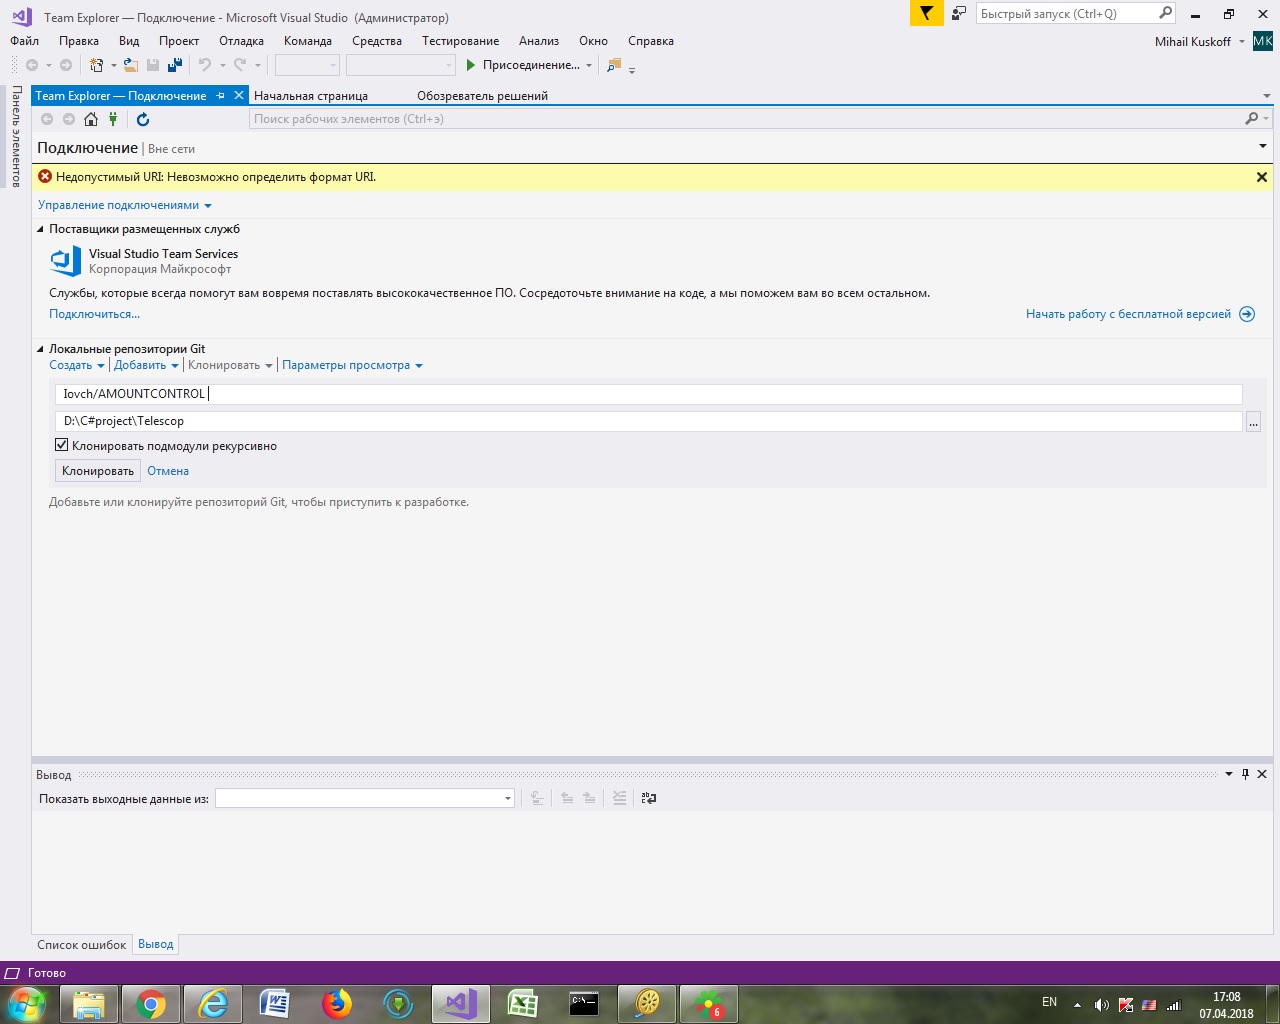 Team Explorer — Подключение - Microsoft Visual Studio (Администратор)
Быстрый запуск (Ctrl+Q)
Файл Правка Вид Проект Отладка Команда Средства Тестирование Анализ Окно Справка
Mihail Kuskoff MK
Присоединение...
Панель элементов
Team Explorer — Подключение Начальная страница Обозреватель решений
Поиск рабочих элементов (Ctrl+э)
Подключение | Вне сети
Недопустимый URI: Невозможно определить формат URI.
Управление подключениями
Поставщики размещенных служб
Visual Studio Team Services
Корпорация Майкрософт
Службы, которые всегда помогут вам вовремя поставлять высококачественное ПО. Сосредоточьте внимание на коде, а мы поможем вам во всем остальном.
Подключиться... Начать работу с бесплатной версией
Локальные репозитории Git
Создать | Добавить | Клонировать | Параметры просмотра
Iovch/AMOUNTCONTROL
D:\C#project\Telescop
...
Клонировать подмодули рекурсивно
Клонировать Отмена
Добавьте или клонируйте репозиторий Git, чтобы приступить к разработке.
Вывод
Показать выходные данные из:
Список ошибок Вывод
Готово
EN
17:08
07.04.2018
6